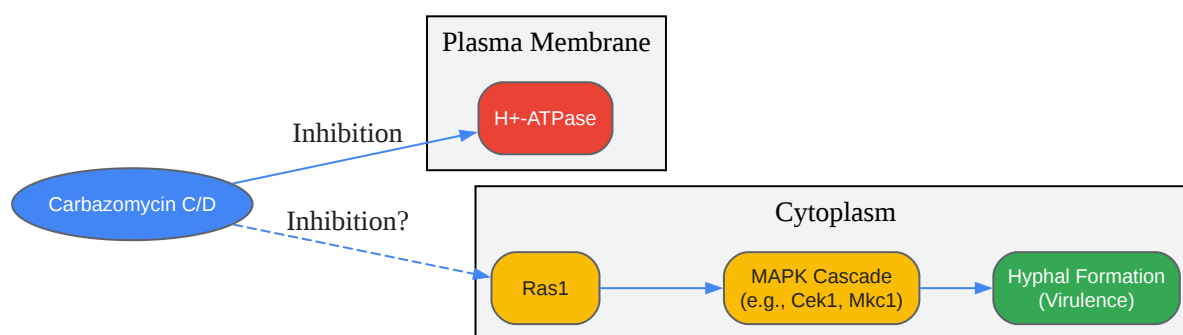 Plasma Membrane
H+-ATPase
Inhibition
Carbazomycin C/D
Inhibition?
Cytoplasm
Ras1
MAPK Cascade
(e.g., Cek1, Mkc1)
Hyphal Formation
(Virulence)